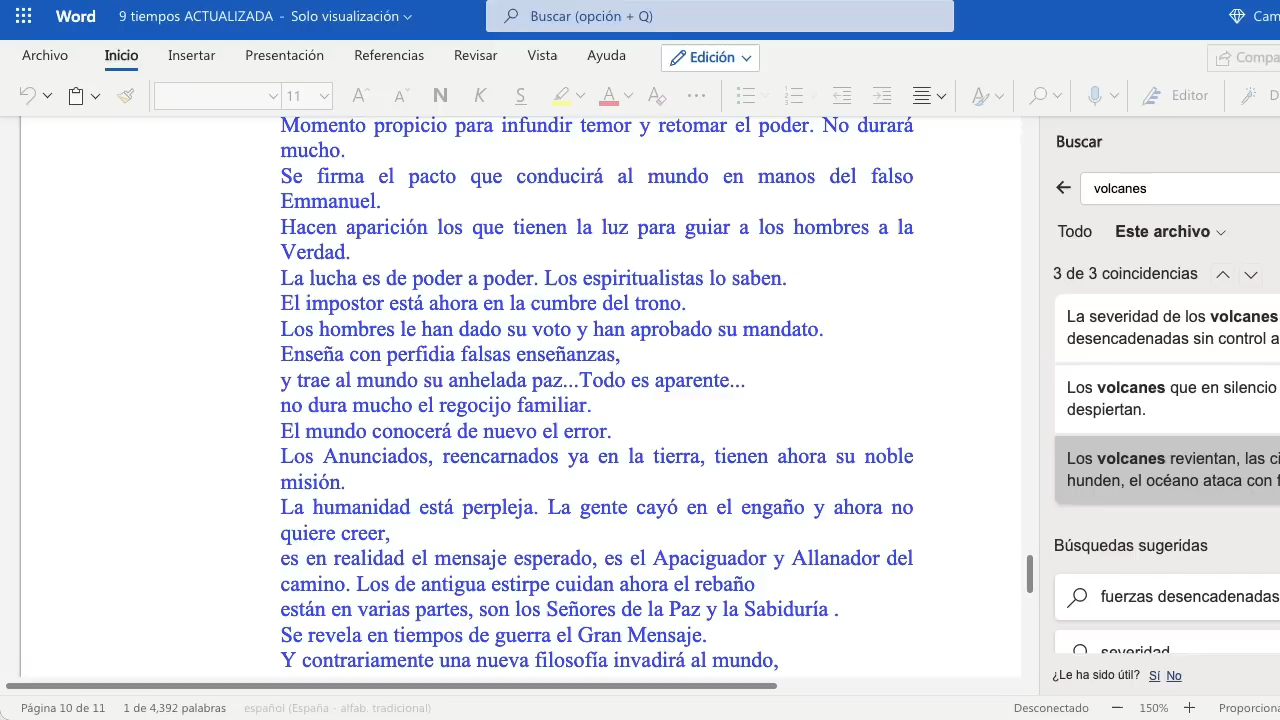 Word 9 tiempos ACTUALIZADA - Solo visualización
Buscar (opción + Q)
Archivo Inicio Insertar Presentación Referencias Revisar Vista Ayuda Edición
11 N K S Editor
Momento propicio para infundir temor y retomar el poder. No durará
mucho.
Se firma el pacto que conducirá al mundo en manos del falso
Emmanuel.
Hacen aparición los que tienen la luz para guiar a los hombres a la
Verdad.
La lucha es de poder a poder. Los espiritualistas lo saben.
El impostor está ahora en la cumbre del trono.
Los hombres le han dado su voto y han aprobado su mandato.
Enseña con perfidia falsas enseñanzas,
y trae al mundo su anhelada paz...Todo es aparente...
no dura mucho el regocijo familiar.
El mundo conocerá de nuevo el error.
Los Anunciados, reencarnados ya en la tierra, tienen ahora su noble
misión.
La humanidad está perpleja. La gente cayó en el engaño y ahora no
quiere creer,
es en realidad el mensaje esperado, es el Apaciguador y Allanador del
camino. Los de antigua estirpe cuidan ahora el rebaño
están en varias partes, son los Señores de la Paz y la Sabiduría .
Se revela en tiempos de guerra el Gran Mensaje.
Y contrariamente una nueva filosofía invadirá al mundo,
Buscar
volcanes
Todo Este archivo
3 de 3 coincidencias
La severidad de los volcanes
desencadenadas sin control a
Los volcanes que en silencio
despiertan.
Los volcanes revientan, las ci
hunden, el océano ataca con f
Búsquedas sugeridas
fuerzas desencadenadas
severidad
¿Le ha sido útil? Sí No
Página 10 de 11 1 de 4,392 palabras español (España - alfab. tradicional) Desconectado 150%